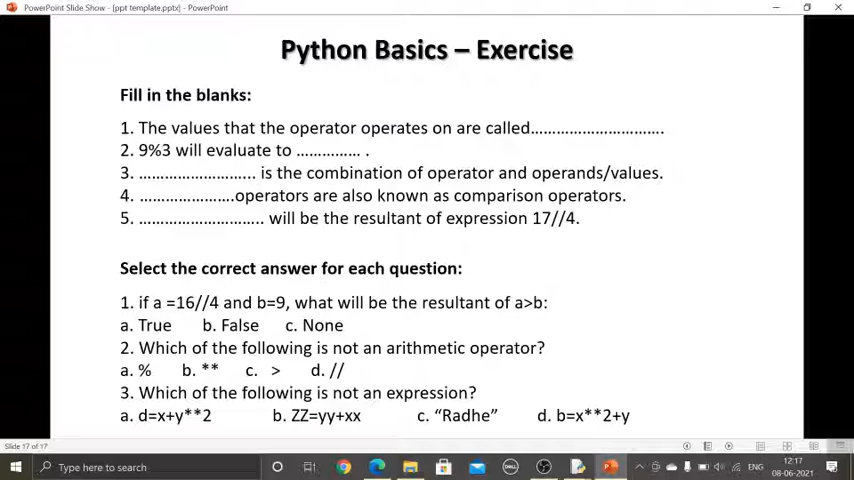 PowerPoint Slide Show - [ppt template.pptx] - PowerPoint
Python Basics – Exercise
Fill in the blanks:
1. The values that the operator operates on are called……………………………….
2. 9%3 will evaluate to …………… .
3. ……………………... is the combination of operator and operands/values.
4. ………………….operators are also known as comparison operators.
5. ……………………….. will be the resultant of expression 17//4.
Select the correct answer for each question:
1. if a =16//4 and b=9, what will be the resultant of a>b:
a. True b. False c. None
2. Which of the following is not an arithmetic operator?
a. % b. ** c. > d. //
3. Which of the following is not an expression?
a. d=x+y**2 b. ZZ=yy+xx c. “Radhe” d. b=x**2+y
Slide 17 of 17
Type here to search
DELL
ENG
12:17
08-06-2021